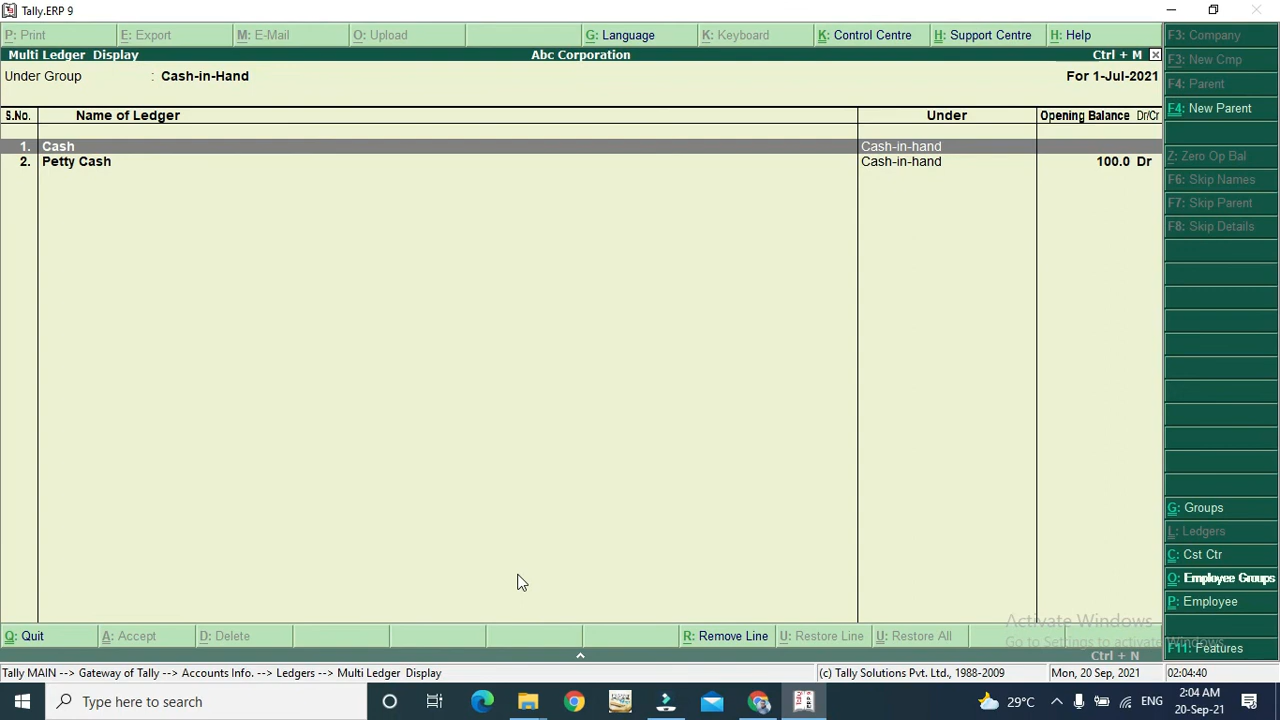 Tally.ERP 9
P: Print
E: Export
M: E-Mail
O: Upload
G: Language
K: Keyboard
K: Control Centre
H: Support Centre
H: Help
Multi Ledger Display
Abc Corporation
Ctrl + M
Under Group : Cash-in-Hand
For 1-Jul-2021
S.No. Name of Ledger Under Opening Balance Dr/Cr
1. Cash Cash-in-hand
2. Petty Cash Cash-in-hand 100.0 Dr
F3: Company
F3: New Cmp
F4: Parent
F4: New Parent
Z: Zero Op Bal
F6: Skip Names
F7: Skip Parent
F8: Skip Details
G: Groups
L: Ledgers
C: Cst Ctr
O: Employee Groups
P: Employee
F11: Features
Activate Windows
Go to Settings to activate Windows.
Q: Quit
A: Accept
D: Delete
R: Remove Line
U: Restore Line
U: Restore All
Ctrl + N
Tally MAIN --> Gateway of Tally --> Accounts Info. --> Ledgers --> Multi Ledger Display
(c) Tally Solutions Pvt. Ltd., 1988-2009
Mon, 20 Sep, 2021
02:04:40
Type here to search
29°C
ENG
2:04 AM
20-Sep-21